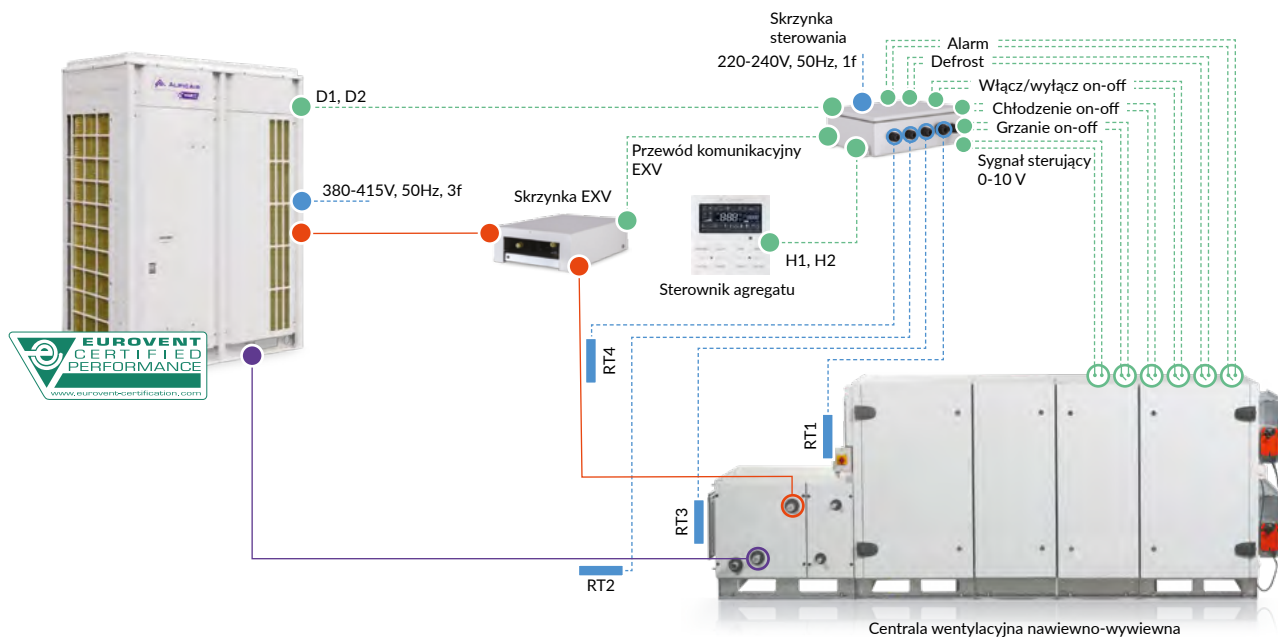 Skrzynka
sterowania
220-240V, 50Hz, 1f
Alarm
Defrost
Włącz/wyłącz on-off
Chłodzenie on-off
Grzanie on-off
Sygnał sterujący
0-10 V
ALPICAIR
D1, D2
Przewód komunikacyjny
EXV
380-415V, 50Hz, 3f
Skrzynka EXV
H1, H2
Sterownik agregatu
EUROVENT
CERTIFIED
PERFORMANCE
www.eurovent-certification.com
RT4
RT1
RT3
RT2
Centrala wentylacyjna nawiewno-wywiewna